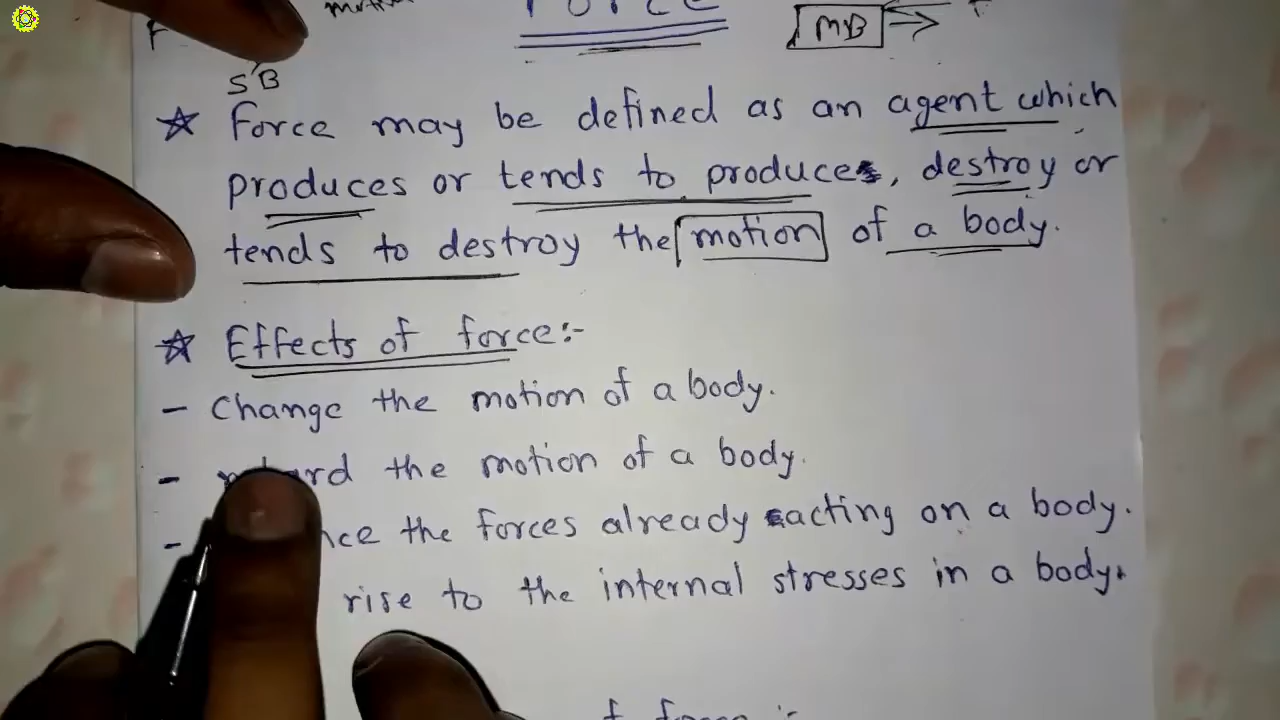 Force
MB
F
S B
☆ Force may be defined as an agent which
produces or tends to produces, destroy or
tends to destroy the motion of a body.
☆ Effects of force:-
- Change the motion of a body.
- the motion of a body.
- the forces already acting on a body.
rise to the internal stresses in a body.